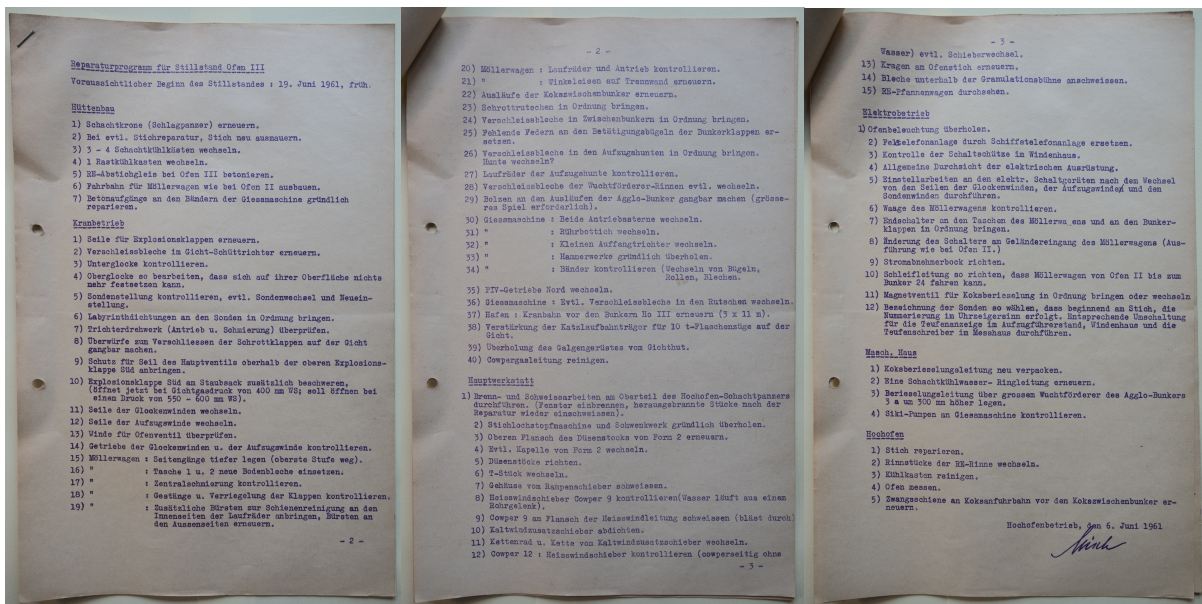 Reparaturprogramm für Stillstand Ofen III
Voraussichtlicher Beginn des Stillstandes : 19. Juni 1961, früh.
Hüttenbau
1) Schachtkrone (Schlagpanzer) erneuern.
2) Bei evtl. Stichreparatur, Stich neu ausmauern.
3) 3 - 4 Schachtkühlkästen wechseln.
4) 1 Rastkühlkasten wechseln.
5) RE-Abstichgleis bei Ofen III betonieren.
6) Fahrbahn für Möllerwagen wie bei Ofen II ausbauen.
7) Betonaufgänge an den Bändern der Giessmaschine gründlich
reparieren.
Kranbetrieb
1) Seile für Explosionsklappen erneuern.
2) Verschleissbleche im Gicht-Schüttrichter erneuern.
3) Unterglocke kontrollieren.
4) Oberglocke so bearbeiten, dass sich auf ihrer Oberfläche nichts
mehr festsetzen kann.
5) Sondenstellung kontrollieren, evtl. Sondenwechsel und Neuein-
stellung.
6) Labyrinthdichtungen an den Sonden in Ordnung bringen.
7) Trichterdrehwerk (Antrieb u. Schmierung) überprüfen.
8) Überwürfe zum Verschliessen der Schrottklappen auf der Gicht
gangbar machen.
9) Schutz für Seil des Hauptventils oberhalb der oberen Explosions-
klappe Süd anbringen.
10) Explosionsklappe Süd am Staubsack zusätzlich beschweren,
(öffnet jetzt bei Gichtgasdruck von 400 mm WS; soll öffnen bei
einem Druck von 550 - 600 mm WS).
11) Seile der Glockenwinden wechseln.
12) Seile der Aufzugswinde wechseln.
13) Winde für Ofenventil überprüfen.
14) Getriebe der Glockenwinden u. der Aufzugswinde kontrollieren.
15) Möllerwagen : Seitengänge tiefer legen (oberste Stufe weg).
16) " : Tasche 1 u. 2 neue Bodenbleche einsetzen.
17) " : Zentralschmierung kontrollieren.
18) " : Gestänge u. Verriegelung der Klappen kontrollieren.
19) " : Zusätzliche Bürsten zur Schienenreinigung an den
Innenseiten der Laufräder anbringen, Bürsten an
den Aussenseiten erneuern.
- 2 -
- 2 -
20) Möllerwagen : Laufräder und Antrieb kontrollieren.
21) " : Winkeleisen auf Trennwand erneuern.
22) Ausläufe der Kokszwischenbunker erneuern.
23) Schrottrutschen in Ordnung bringen.
24) Verschleissbleche in Zwischenbunkern in Ordnung bringen.
25) Fehlende Federn an den Betätigungsbügeln der Bunkerklappen er-
setzen.
26) Verschleissbleche in den Aufzughunten in Ordnung bringen.
Hunte wechseln?
27) Laufräder der Aufzughunte kontrollieren.
28) Verschleissbleche der Wuchtförderer-Rinnen evtl. wechseln.
29) Bolzen an den Ausläufen der Agglo-Bunker gangbar machen (grösse-
res Spiel erforderlich).
30) Giessmaschine : Beide Antriebssterne wechseln.
31) " : Rührbottich wechseln.
32) " : Kleinen Auffangtrichter wechseln.
33) " : Hammerwerke gründlich überholen.
34) " : Bänder kontrollieren (Wechseln von Bügeln,
Rollen, Blechen.
35) PIV-Getriebe Nord wechseln.
36) Giessmaschine : Evtl. Verschleissbleche in den Rutschen wechseln.
37) Hafen : Kranbahn vor den Bunkern Ho III erneuern (3 x 11 m).
38) Verstärkung der Katzlaufbahnträger für 10 t-Flaschenzüge auf der
Gicht.
39) Überholung des Galgengerüstes vom Gichthut.
40) Cowpergasleitung reinigen.
Hauptwerkstatt
1) Brenn- und Schweissarbeiten am Oberteil des Hochofen-Schachtpanzers
durchführen. (Fenster einbrennen, herausgebrannte Stücke nach der
Reparatur wieder einschweissen).
2) Stichlochstopfmaschine und Schwenkwerk gründlich überholen.
3) Oberen Flansch des Düsenstocks von Form 2 erneuern.
4) Evtl. Kapelle von Form 2 wechseln.
5) Düsenstöcke richten.
6) T-Stück wechseln.
7) Gehäuse vom Rahpenschieber schweissen.
8) Heisswindschieber Cowper 9 kontrollieren(Wasser läuft aus einem
Rohrgelenk).
9) Cowper 9 am Flansch der Heisswindleitung schweissen (bläst durch)
10) Kaltwindzusatzschieber abdichten.
11) Kettenrad u. Kette vom Kaltwindzusatzschieber wechseln.
12) Cowper 12 : Heisswindschieber kontrollieren (cowperseitig ohne
- 3 -
- 3 -
Wasser) evtl. Schieberwechsel.
13) Kragen am Ofenstich erneuern.
14) Bleche unterhalb der Granulationsbühne anschweissen.
15) RE-Pfannenwagen durchsehen.
Elektrobetrieb
1) Ofenbeleuchtung überholen.
2) Peiltelefonanlage durch Schiffstelefonanlage ersetzen.
3) Kontrolle der Schaltschütze in Windenhaus.
4) Allgemeine Durchsicht der elektrischen Ausrüstung.
5) Einstellarbeiten an den elektr. Schaltgeräten nach dem Wechsel
von den Seilen der Glockenwinden, der Aufzugwinden und den
Sondenwinden durchführen.
6) Waage des Möllerwagens kontrollieren.
7) Endschalter an den Taschen des Möllerwa ens und an den Bunker-
klappen in Ordnung bringen.
8) Änderung des Schalters am Geländereingang des Möllerwagens (Aus-
führung wie bei Ofen II.)
9) Stromabnehmerbock richten.
10) Schleifleitung so richten, dass Möllerwagen von Ofen II bis zum
Bunker 24 fahren kann.
11) Magnetventil für Koksberieselung in Ordnung bringen oder wechseln
12) Bezeichnung der Sonden so wählen, dass beginnend am Stich, die
Nummerierung im Uhrzeigersinn erfolgt. Entsprechende Umschaltung
für die Teufenanzeige im Aufzugführerstand, Windenhaus und die
Teufenschreiber im Messhaus durchführen.
Masch. Haus
1) Koksberieselungsleitung neu verpacken.
2) Eine Schachtkühlwasser- Ringleitung erneuern.
3) Berieselungsleitung über grossem Wuchtförderer des Agglo-Bunkers
3 a um 300 mm höher legen.
4) Siki-Pumpen an Giessmaschine kontrollieren.
Hochofen
1) Stich reparieren.
2) Rinnstücke der RE-Rinne wechseln.
3) Kühlkasten reinigen.
4) Ofen messen.
5) Zwangsschiene an Koksanfuhrbahn vor den Kokszwischenbunker er-
neuern.
Hochofenbetrieb, den 6. Juni 1961